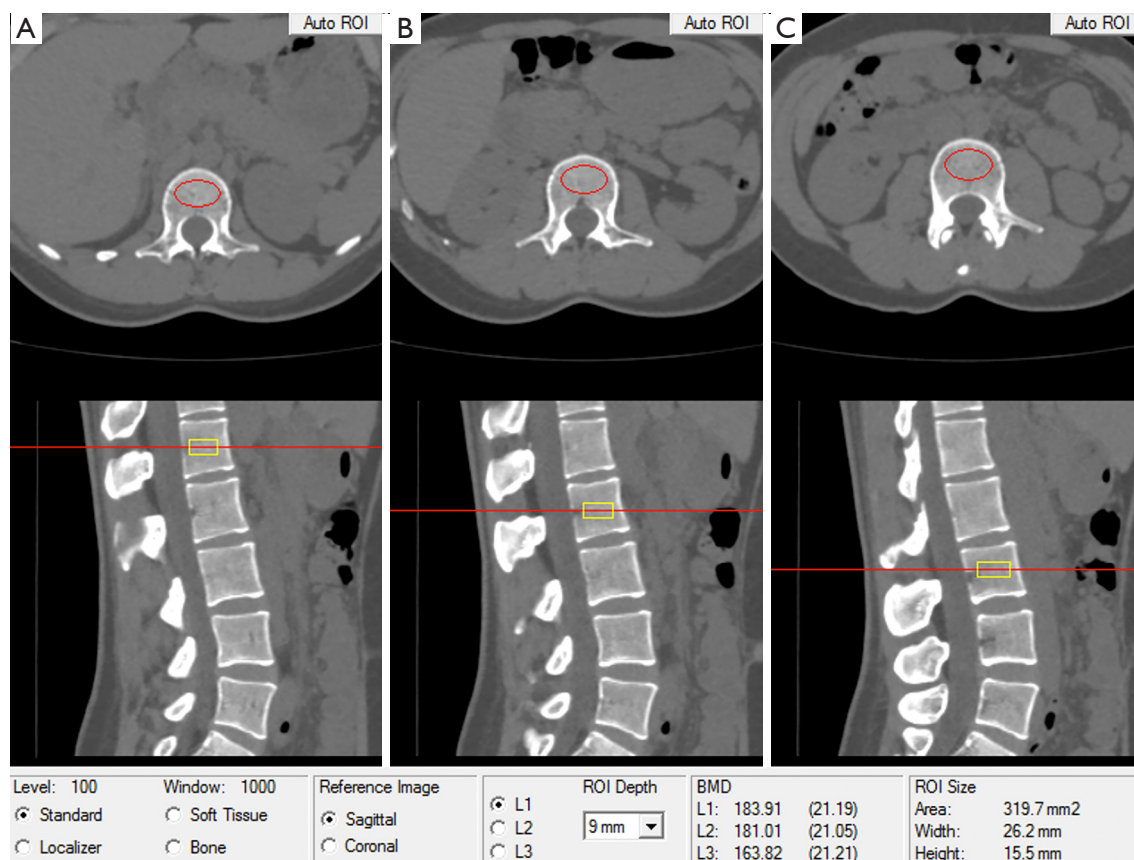 A Auto ROI B Auto ROI C Auto ROI
Level: 100 Window: 1000
Standard Soft Tissue
Localizer Bone
Reference Image
Sagittal
Coronal
ROI Depth
L1
L2
L3
9 mm
BMD
L1: 183.91 (21.19)
L2: 181.01 (21.05)
L3: 163.82 (21.21)
ROI Size
Area: 319.7 mm2
Width: 26.2 mm
Height: 15.5 mm